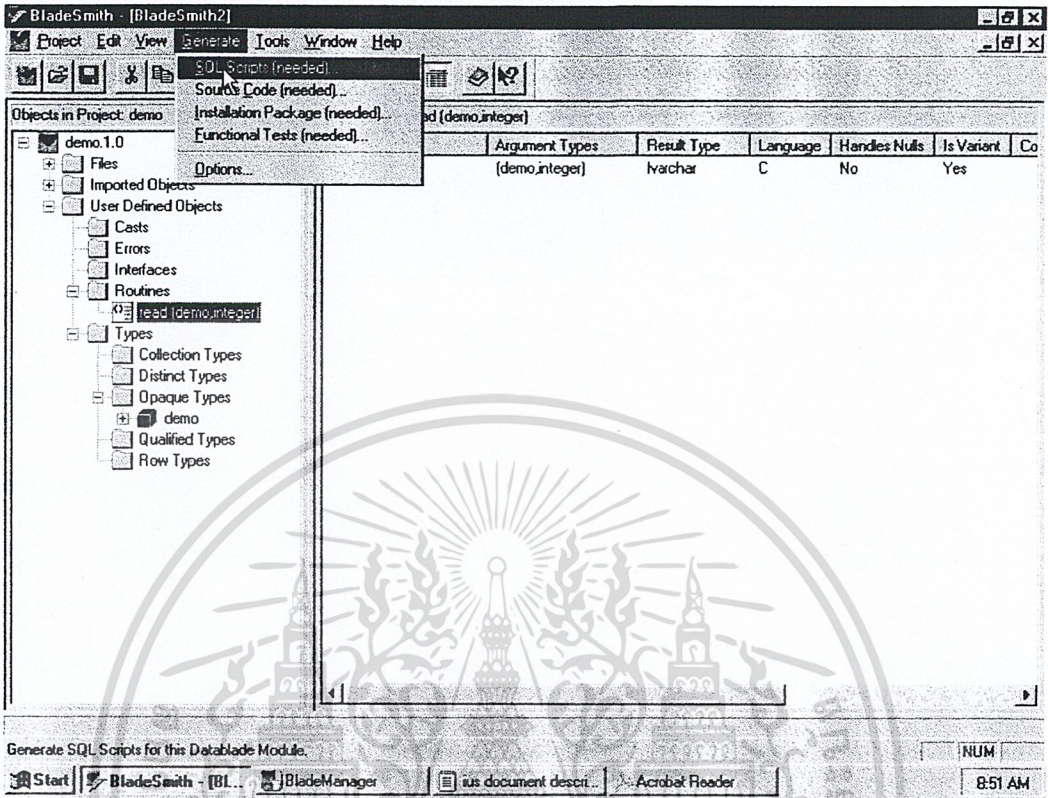 BladeSmith - [BladeSmith2]
Project Edit View Generate Tools Window Help
SQL Scripts (needed)...
Source Code (needed)...
Installation Package (needed)...
Functional Tests (needed)...
Options...
Objects in Project: demo
ad (demo,integer)
Argument Types Result Type Language Handles Nulls Is Variant Co
(demo,integer) lvarchar C No Yes
demo.1.0
Files
Imported Objects
User Defined Objects
Casts
Errors
Interfaces
Routines
read (demo,integer)
Types
Collection Types
Distinct Types
Opaque Types
demo
Qualified Types
Row Types
Generate SQL Scripts for this Datablade Module.
NUM
Start BladeSmith - [BL... BladeManager ius document descri... Acrobat Reader 8:51 AM